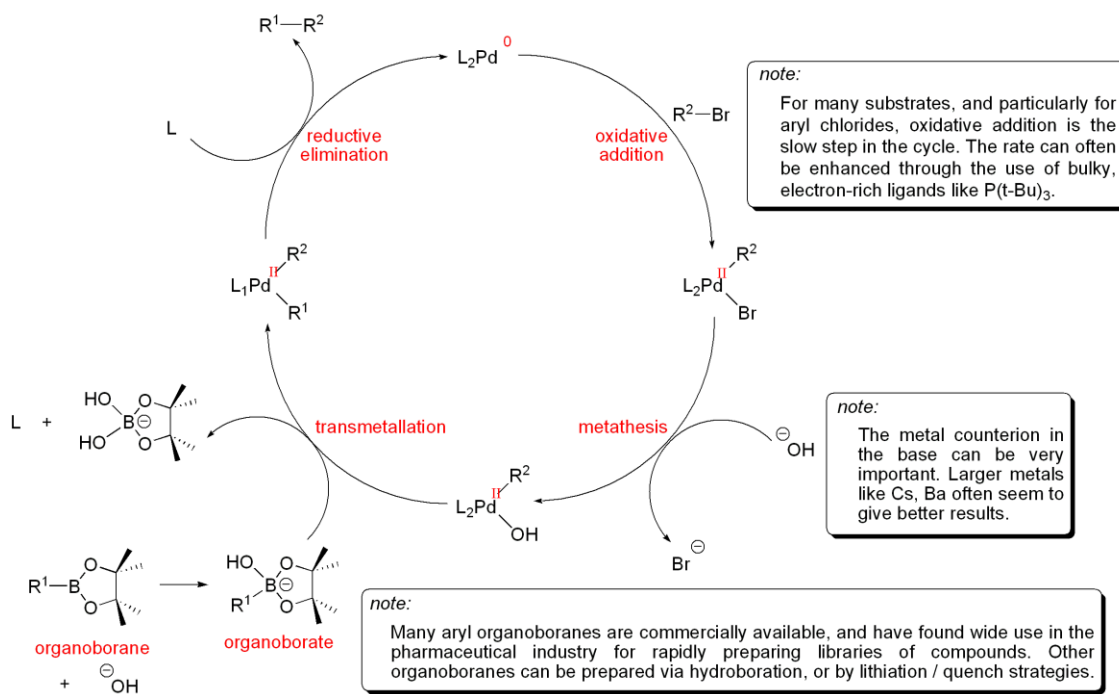 R1—R2
L2Pd 0
note:
For many substrates, and particularly for
aryl chlorides, oxidative addition is the
slow step in the cycle. The rate can often
be enhanced through the use of bulky,
electron-rich ligands like P(t-Bu)3.
R2—Br
L
reductive
elimination
oxidative
addition
R2
II
L1Pd
R1
R2
II
L2Pd
Br
HO
O
B ⊖
HO
O
L +
transmetallation
metathesis
⊖
OH
note:
The metal counterion in
the base can be very
important. Larger metals
like Cs, Ba often seem to
give better results.
R2
II
L2Pd
OH
Br ⊖
O
R1—B
O
HO
O
B ⊖
R1
O
organoborane
organoborate
+ ⊖OH
note:
Many aryl organoboranes are commercially available, and have found wide use in the
pharmaceutical industry for rapidly preparing libraries of compounds. Other
organoboranes can be prepared via hydroboration, or by lithiation / quench strategies.